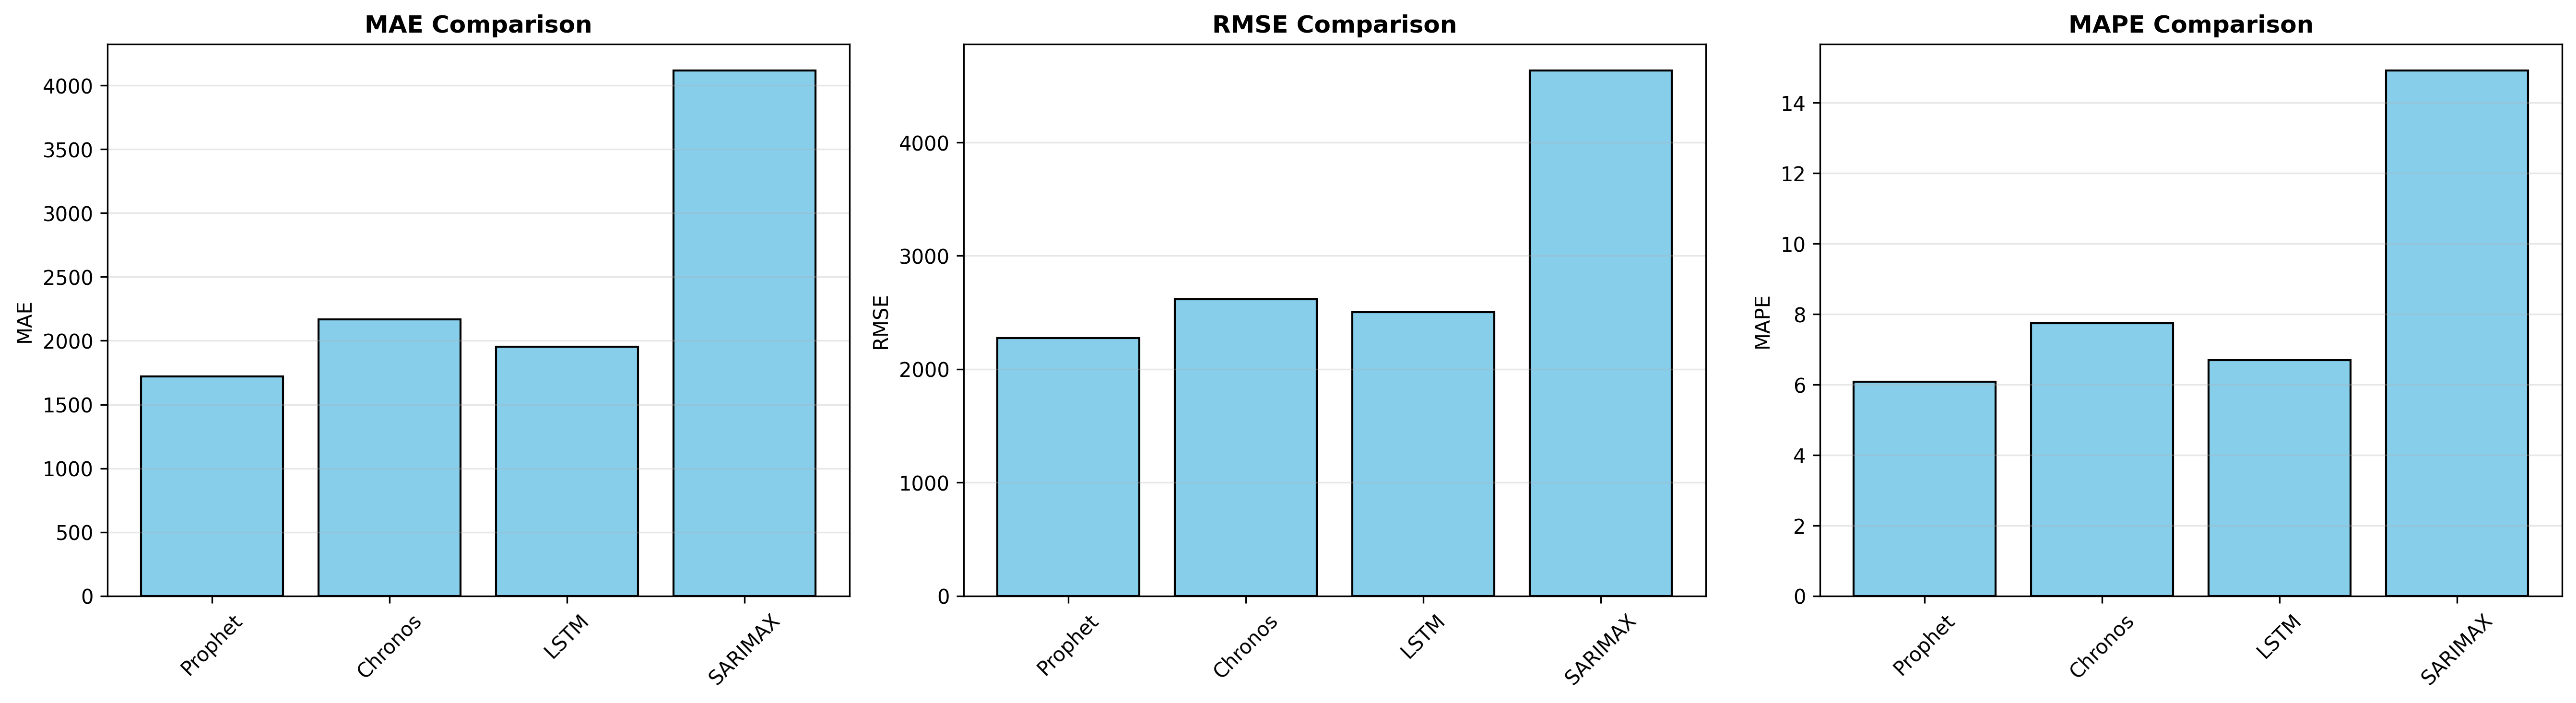 MAE Comparison
MAE
4000
3500
3000
2500
2000
1500
1000
500
0
Prophet
Chronos
LSTM
SARIMAX
RMSE Comparison
RMSE
4000
3000
2000
1000
0
Prophet
Chronos
LSTM
SARIMAX
MAPE Comparison
MAPE
14
12
10
8
6
4
2
0
Prophet
Chronos
LSTM
SARIMAX